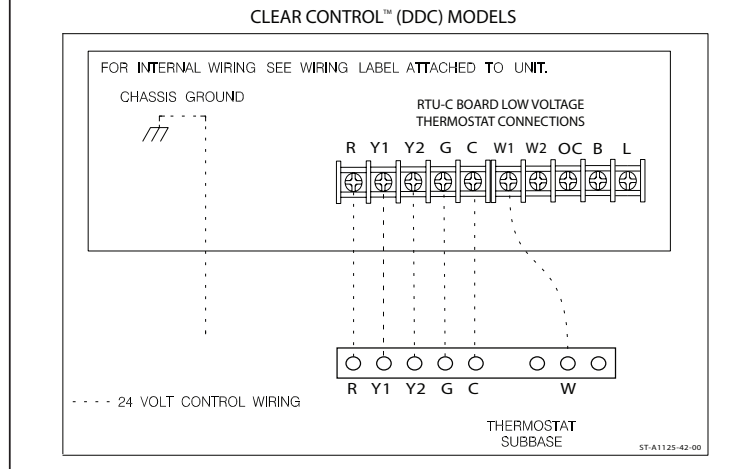 CLEAR CONTROL™ (DDC) MODELS
FOR INTERNAL WIRING SEE WIRING LABEL ATTACHED TO UNIT.
CHASSIS GROUND
RTU-C BOARD LOW VOLTAGE
THERMOSTAT CONNECTIONS
R Y1 Y2 G C W1 W2 OC B L
R Y1 Y2 G C W
- - - - 24 VOLT CONTROL WIRING
THERMOSTAT
SUBBASE
ST-A1125-42-00